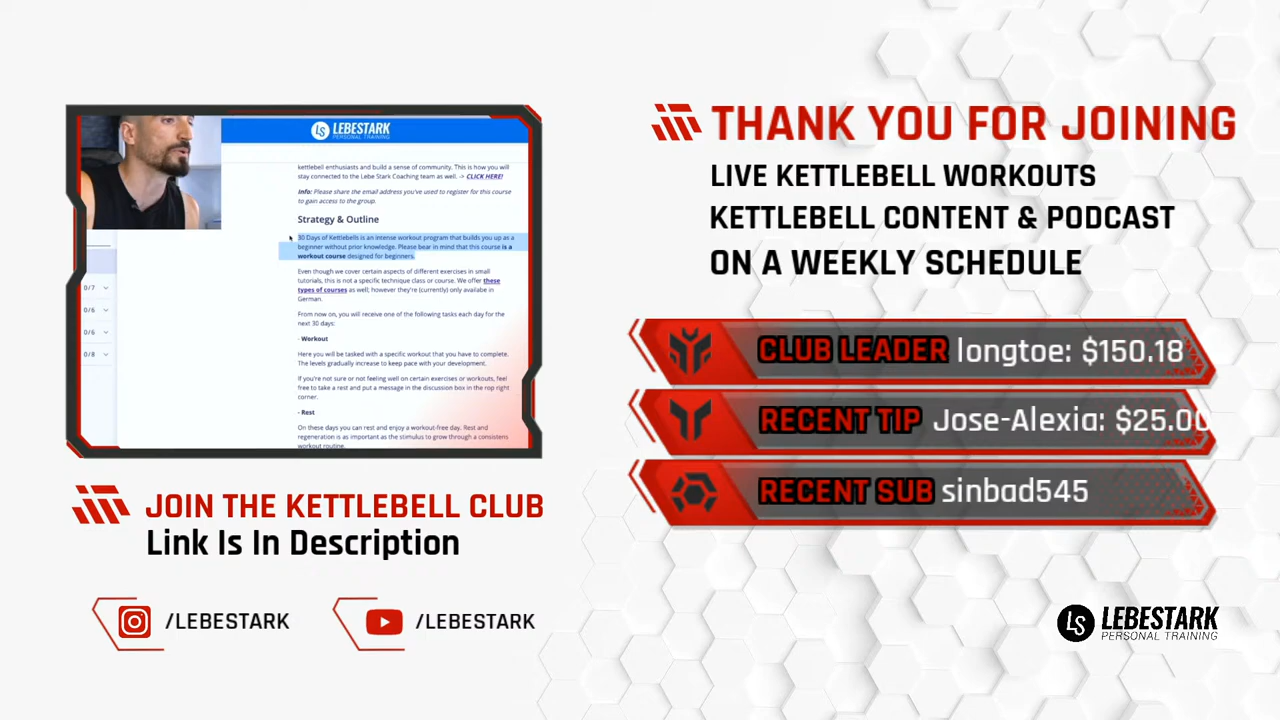 LEBESTARK
PERSONAL TRAINING
kettlebell enthusiasts and build a sense of community. This is how you will
stay connected to the Lebe Stark Coaching team as well. -> CLICK HERE!
Info: Please share the email address you've used to register for this course
to gain access to the group.
Strategy & Outline
30 Days of Kettlebells is an intense workout program that builds you up as a
beginner without prior knowledge. Please bear in mind that this course is a
workout course designed for beginners.
Even though we cover certain aspects of different exercises in small
tutorials, this is not a specific technique class or course. We offer these
types of courses as well; however they're (currently) only availabe in
German.
From now on, you will receive one of the following tasks each day for the
next 30 days:
- Workout
Here you will be tasked with a specific workout that you have to complete.
The levels gradually increase to keep pace with your development.
If you're not sure or not feeling well on certain exercises or workouts, feel
free to take a rest and put a message in the discussion box in the rop right
corner.
- Rest
On these days you can rest and enjoy a workout-free day. Rest and
regeneration is as important as the stimulus to grow through a consistens
workout routine.
0/7
0/6
0/6
0/8
JOIN THE KETTLEBELL CLUB
Link Is In Description
/LEBESTARK
/LEBESTARK
THANK YOU FOR JOINING
LIVE KETTLEBELL WORKOUTS
KETTLEBELL CONTENT & PODCAST
ON A WEEKLY SCHEDULE
CLUB LEADER longtoe: $150.18
RECENT TIP Jose-Alexia: $25.00
RECENT SUB sinbad545
LS LEBESTARK
PERSONAL TRAINING